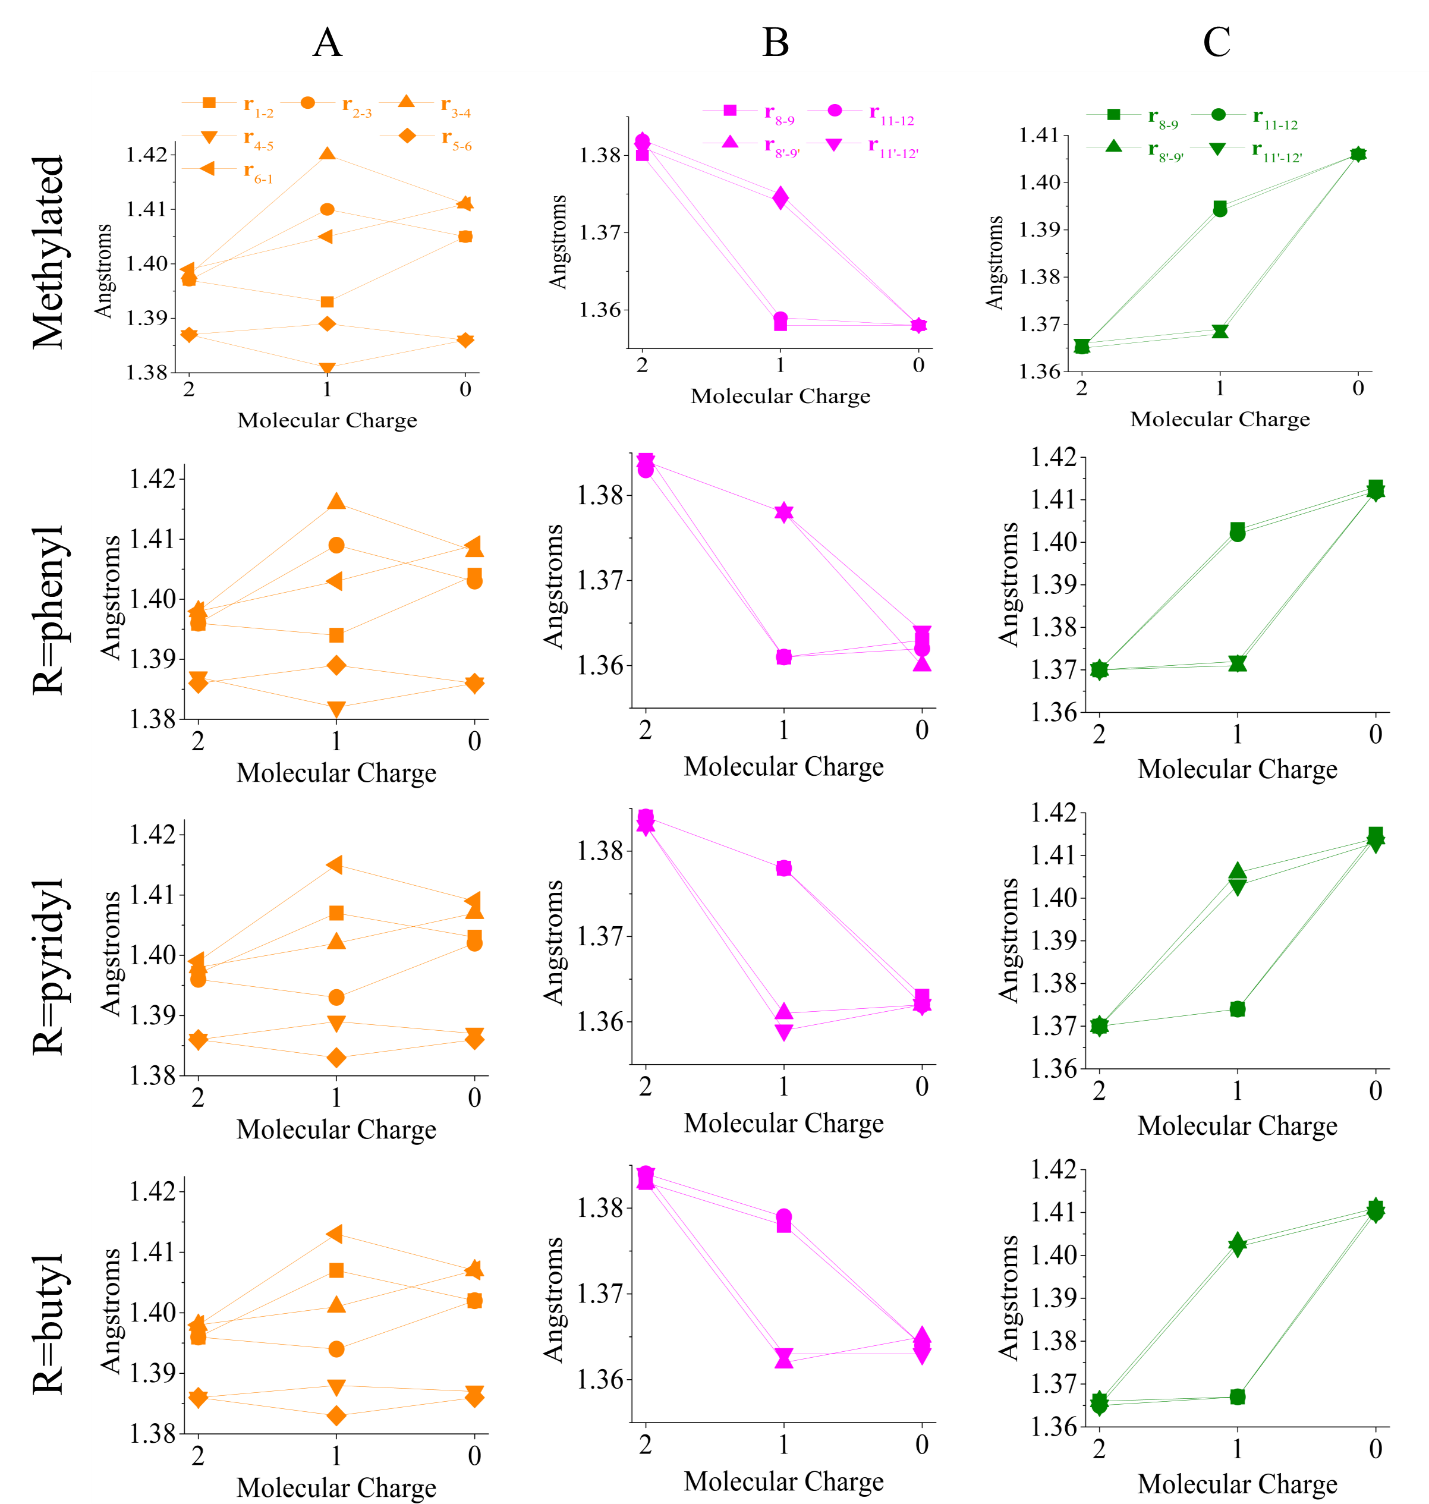 A B C
Methylated
r1-2 r2-3 r3-4
r4-5 r5-6
r6-1
1.42
1.41
1.40
1.39
1.38
Angstroms
2 1 0
Molecular Charge
r8-9 r11-12
r8'-9' r11'-12'
1.38
1.37
1.36
Angstroms
2 1 0
Molecular Charge
r8-9 r11-12
r8'-9' r11'-12'
1.41
1.40
1.39
1.38
1.37
1.36
Angstroms
2 1 0
Molecular Charge
R=phenyl
1.42
1.41
1.40
1.39
1.38
Angstroms
2 1 0
Molecular Charge
1.38
1.37
1.36
Angstroms
2 1 0
Molecular Charge
1.42
1.41
1.40
1.39
1.38
1.37
1.36
Angstroms
2 1 0
Molecular Charge
R=pyridyl
1.42
1.41
1.40
1.39
1.38
Angstroms
2 1 0
Molecular Charge
1.38
1.37
1.36
Angstroms
2 1 0
Molecular Charge
1.42
1.41
1.40
1.39
1.38
1.37
1.36
Angstroms
2 1 0
Molecular Charge
R=butyl
1.42
1.41
1.40
1.39
1.38
Angstroms
2 1 0
Molecular Charge
1.38
1.37
1.36
Angstroms
2 1 0
Molecular Charge
1.42
1.41
1.40
1.39
1.38
1.37
1.36
Angstroms
2 1 0
Molecular Charge